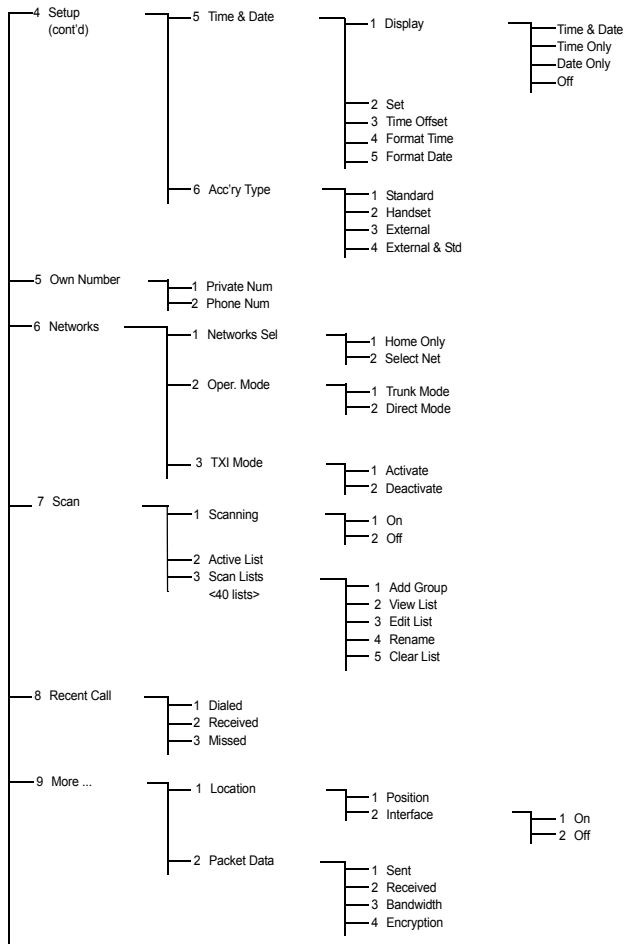 4 Setup
(cont'd)
5 Time & Date
1 Display
Time & Date
Time Only
Date Only
Off
2 Set
3 Time Offset
4 Format Time
5 Format Date
6 Acc'ry Type
1 Standard
2 Handset
3 External
4 External & Std
5 Own Number
1 Private Num
2 Phone Num
6 Networks
1 Networks Sel
1 Home Only
2 Select Net
2 Oper. Mode
1 Trunk Mode
2 Direct Mode
3 TXI Mode
1 Activate
2 Deactivate
7 Scan
1 Scanning
1 On
2 Off
2 Active List
3 Scan Lists
<40 lists>
1 Add Group
2 View List
3 Edit List
4 Rename
5 Clear List
8 Recent Call
1 Dialed
2 Received
3 Missed
9 More ...
1 Location
1 Position
2 Interface
1 On
2 Off
2 Packet Data
1 Sent
2 Received
3 Bandwidth
4 Encryption